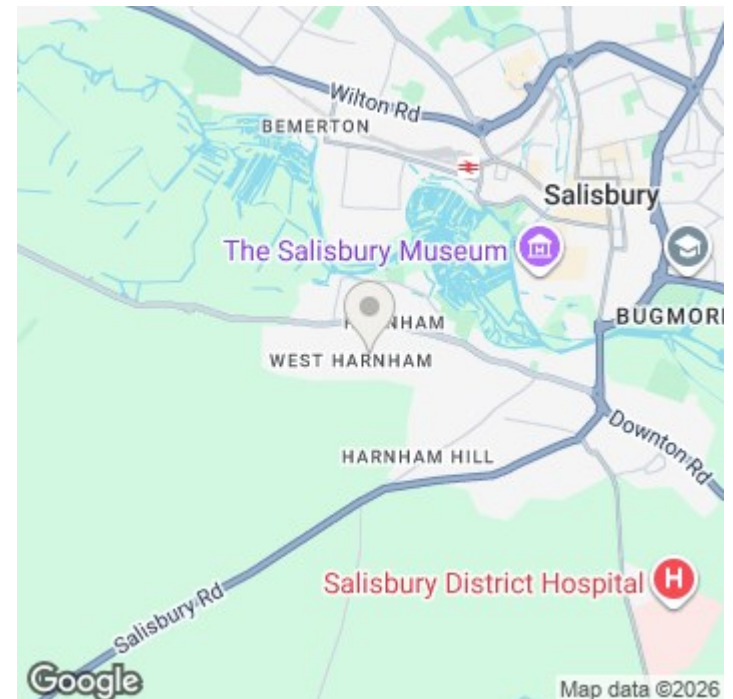 Wilton Rd
BEMERTON
Salisbury
The Salisbury Museum
BUGMOR
HARNHAM
WEST HARNHAM
Downton Rd
HARNHAM HILL
Salisbury District Hospital
H
Salisbury Rd
Google
Map data ©2026